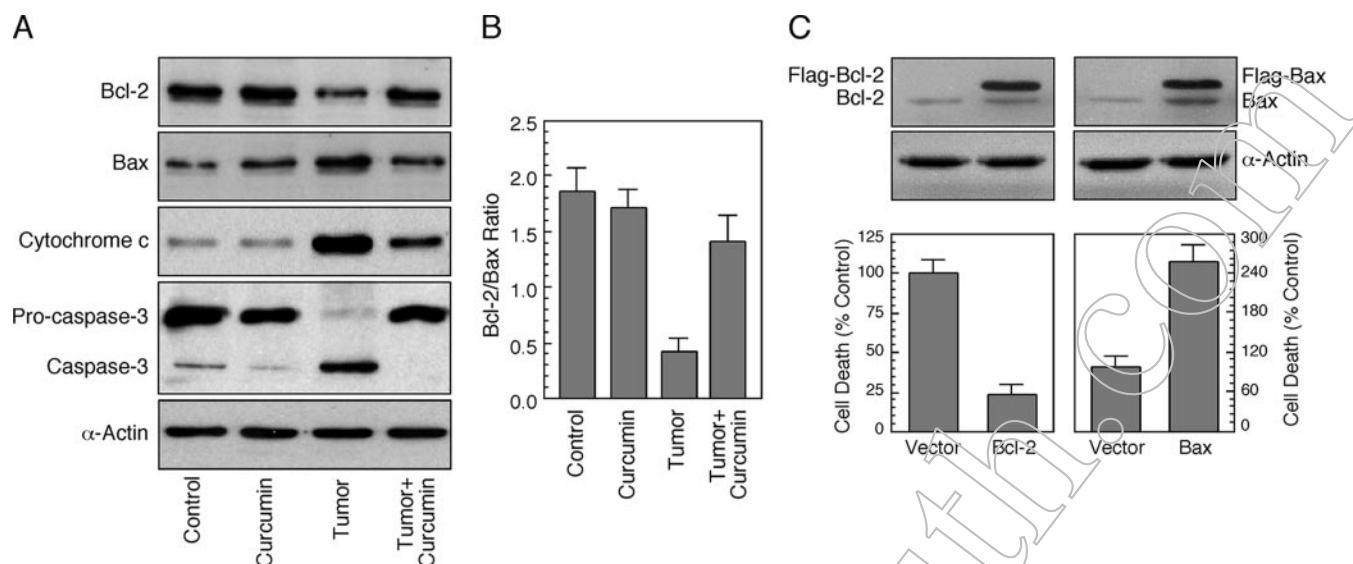 A
Bcl-2
Bax
Cytochrome c
Pro-caspase-3
Caspase-3
α-Actin
Control
Curcumin
Tumor
Tumor+
Curcumin
B
Bcl-2/Bax Ratio
2.5
2.0
1.5
1.0
0.5
0.0
Control
Curcumin
Tumor
Tumor+
Curcumin
C
Flag-Bcl-2
Bcl-2
Flag-Bax
Bax
α-Actin
Cell Death (% Control)
125
100
75
50
25
0
Vector
Bcl-2
Vector
Bax
300
240
180
120
60
0
Cell Death (% Control)
th.com